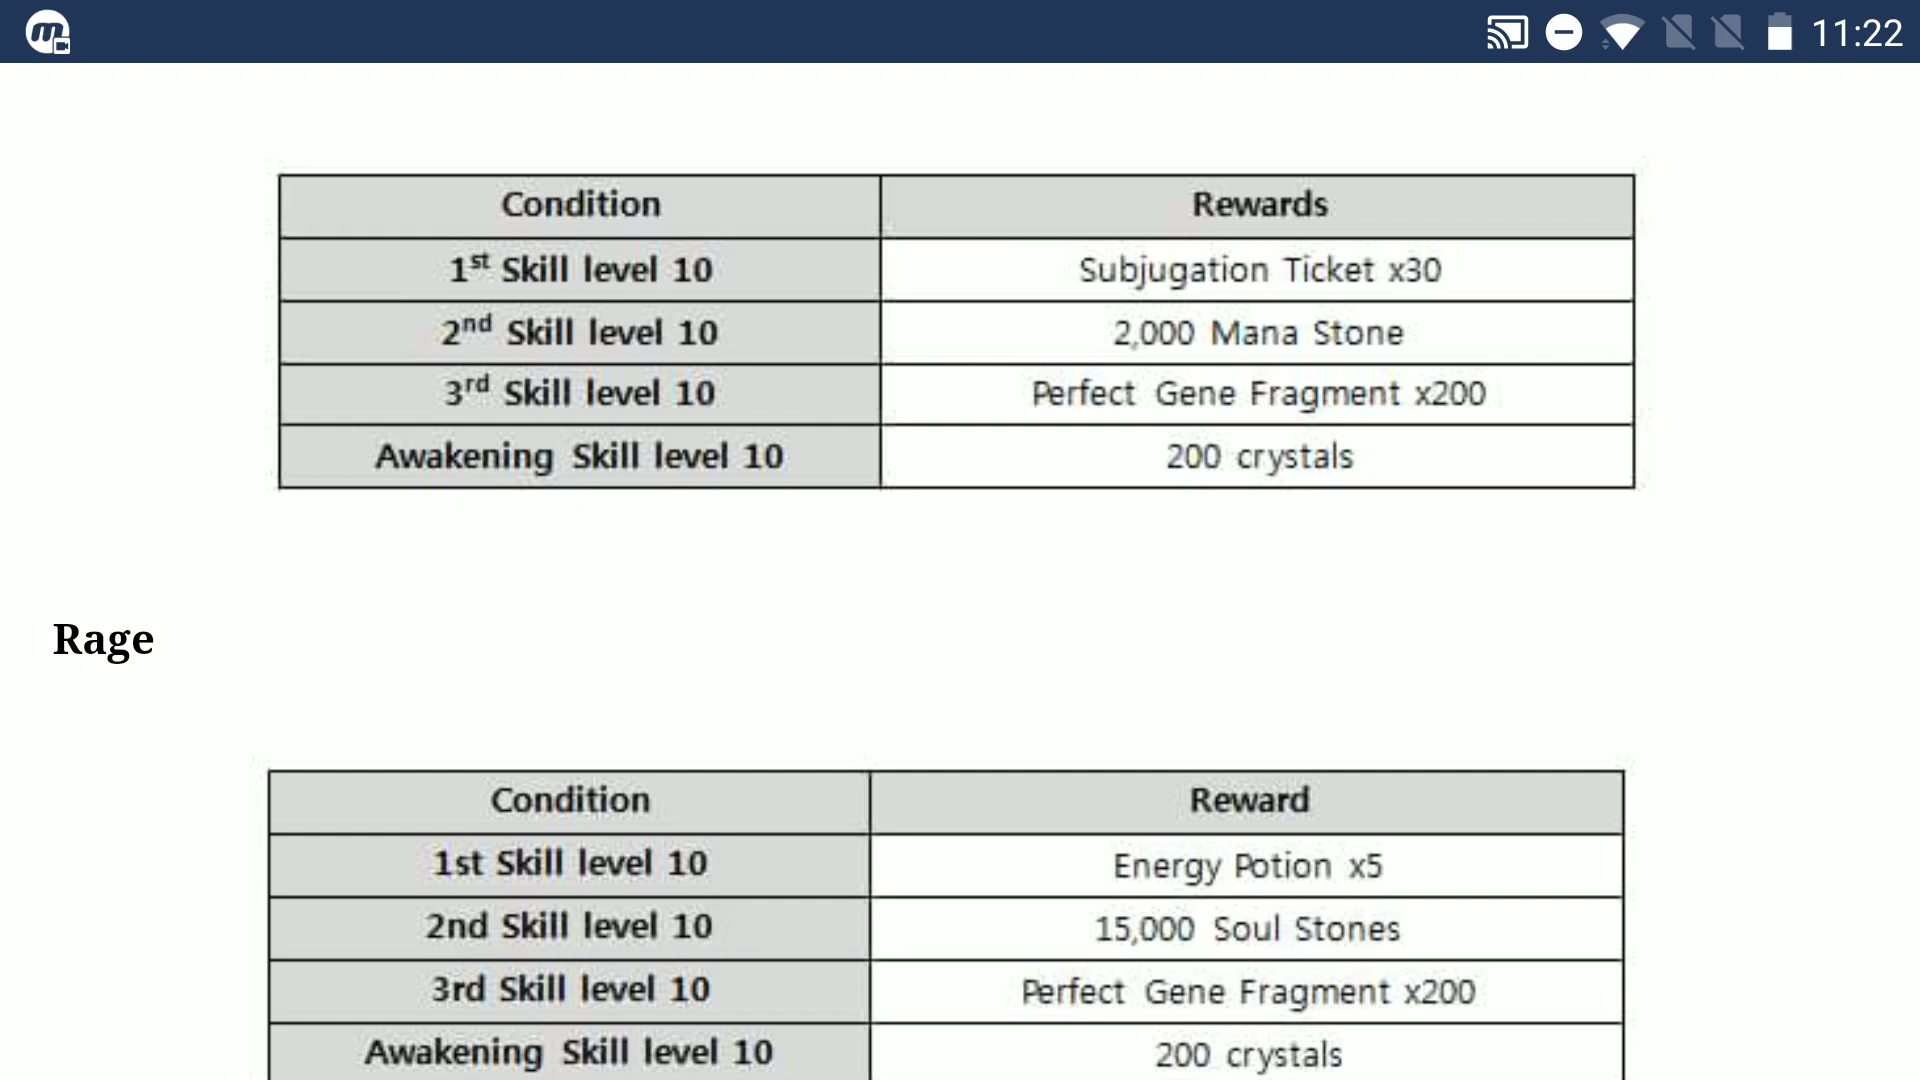 11:22
Condition Rewards
1st Skill level 10 Subjugation Ticket x30
2nd Skill level 10 2,000 Mana Stone
3rd Skill level 10 Perfect Gene Fragment x200
Awakening Skill level 10 200 crystals
Rage
Condition Reward
1st Skill level 10 Energy Potion x5
2nd Skill level 10 15,000 Soul Stones
3rd Skill level 10 Perfect Gene Fragment x200
Awakening Skill level 10 200 crystals